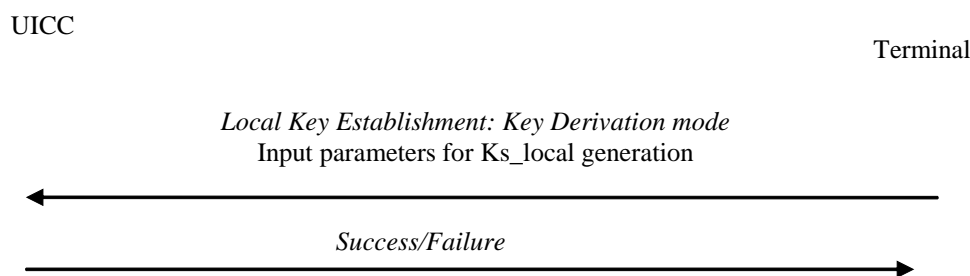 UICC
Terminal
Local Key Establishment: Key Derivation mode
Input parameters for Ks_local generation
Success/Failure